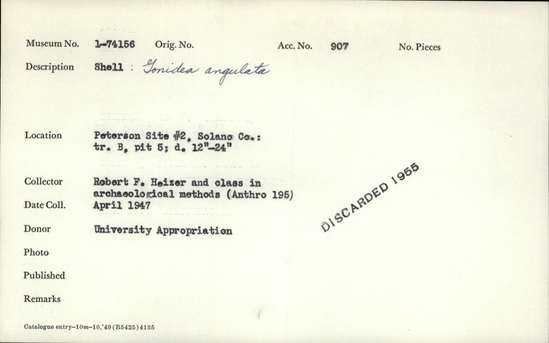 Museum No. 1-74156 Orig. No. Acc. No. 907 No. Pieces
Description Shell : Gonidea angulata
Location Peterson Site #2, Solano Co.:
tr. B, pit S; d. 12"-24"
Collector Robert F. Heizer and class in
archaeological methods (Anthro 195)
Date Coll. April 1947
DISCARDED 1955
Donor University Appropriation
Photo
Published
Remarks
Catalogue entry—10m-10,'49 (B5425) 4135